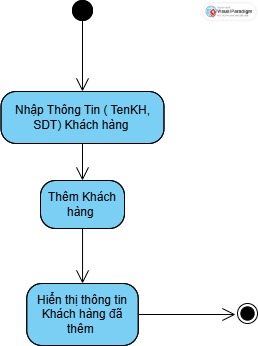 Visual Paradigm
Nhập Thông Tin ( TenKH,
SDT) Khách hàng
Thêm Khách
hàng
Hiển thị thông tin
Khách hàng đã
thêm